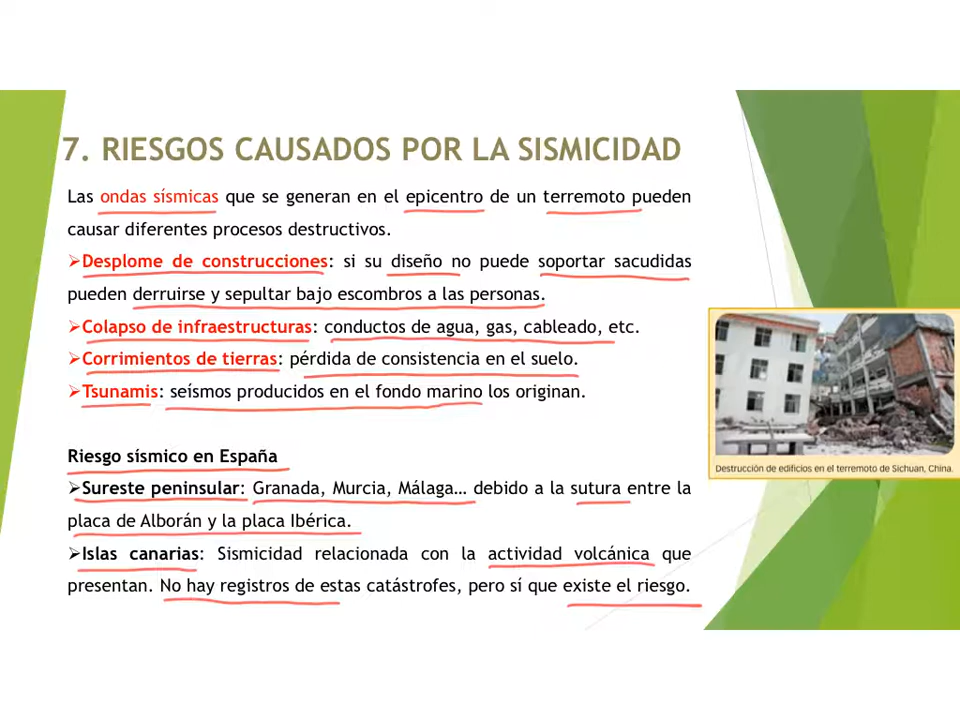 7. RIESGOS CAUSADOS POR LA SISMICIDAD
Las ondas sísmicas que se generan en el epicentro de un terremoto pueden
causar diferentes procesos destructivos.
➢Desplome de construcciones: si su diseño no puede soportar sacudidas
pueden derruirse y sepultar bajo escombros a las personas.
➢Colapso de infraestructuras: conductos de agua, gas, cableado, etc.
➢Corrimientos de tierras: pérdida de consistencia en el suelo.
➢Tsunamis: seísmos producidos en el fondo marino los originan.
Riesgo sísmico en España
➢Sureste peninsular: Granada, Murcia, Málaga… debido a la sutura entre la
placa de Alborán y la placa Ibérica.
➢Islas canarias: Sismicidad relacionada con la actividad volcánica que
presentan. No hay registros de estas catástrofes, pero sí que existe el riesgo.
Destrucción de edificios en el terremoto de Sichuan, China.